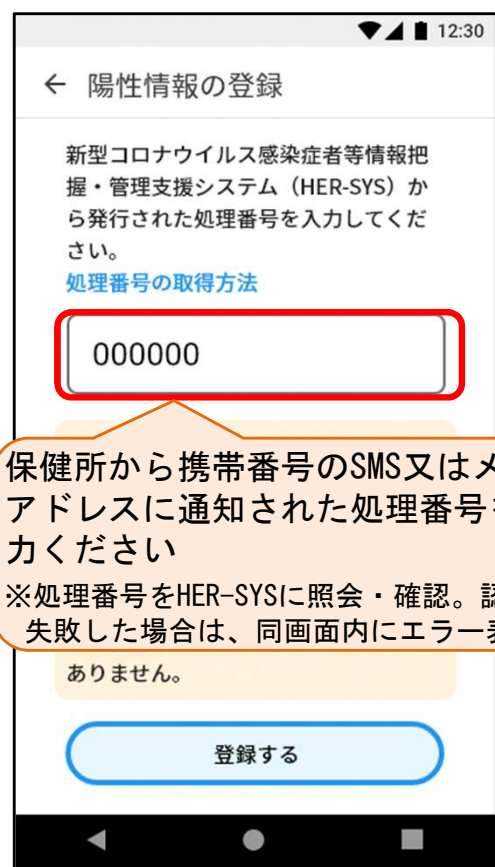 12:30
← 陽性情報の登録
新型コロナウイルス感染症者等情報把
握・管理支援システム（HER-SYS）か
ら発行された処理番号を入力してくだ
さい。
処理番号の取得方法
000000
保健所から携帯番号のSMS又はメ
アドレスに通知された処理番号
力ください
※処理番号をHER-SYSに照会・確認。認
失敗した場合は、同画面内にエラー表
ありません。
登録する